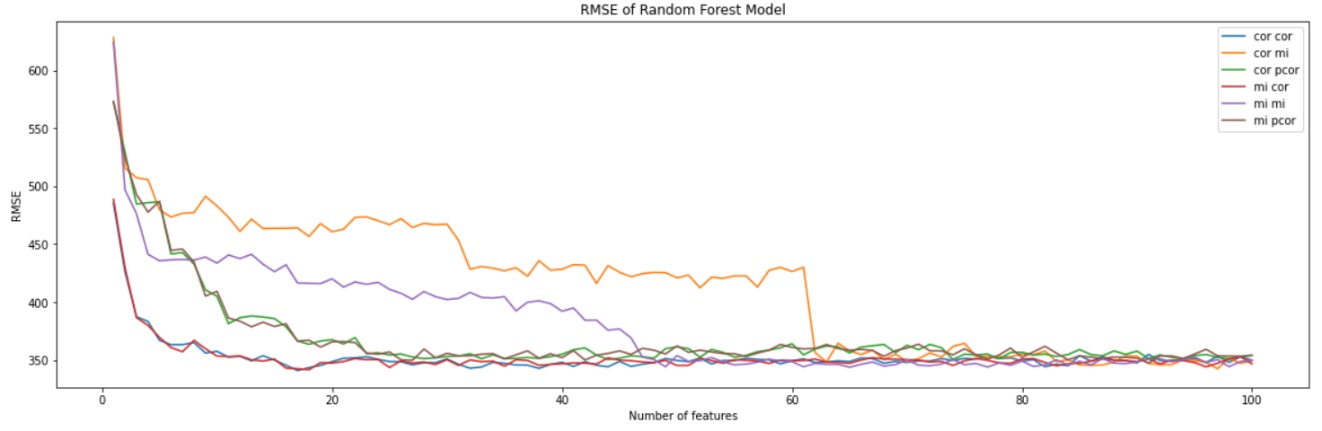 RMSE of Random Forest Model
cor cor
cor mi
cor pcor
mi cor
mi mi
mi pcor
600
550
500
450
400
350
RMSE
0 20 40 60 80 100
Number of features